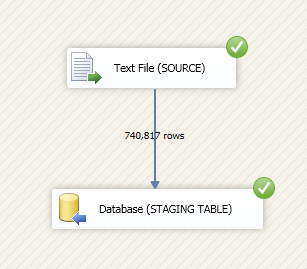 Text File (SOURCE)
740,817 rows
Database (STAGING TABLE)